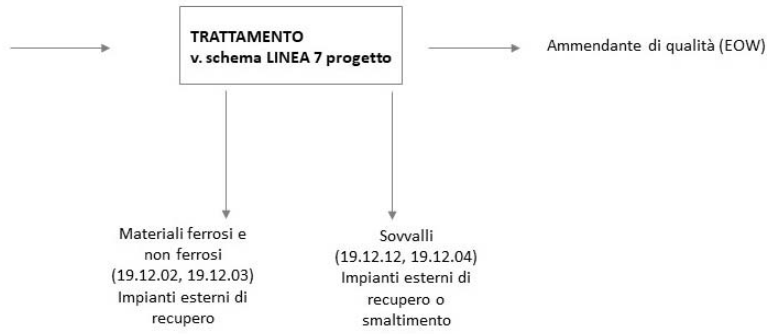 TRATTAMENTO
v. schema LINEA 7 progetto
Ammendante di qualità (EOW)
Materiali ferrosi e
non ferrosi
(19.12.02, 19.12.03)
Impianti esterni di
recupero
Sovvalli
(19.12.12, 19.12.04)
Impianti esterni di
recupero o
smaltimento